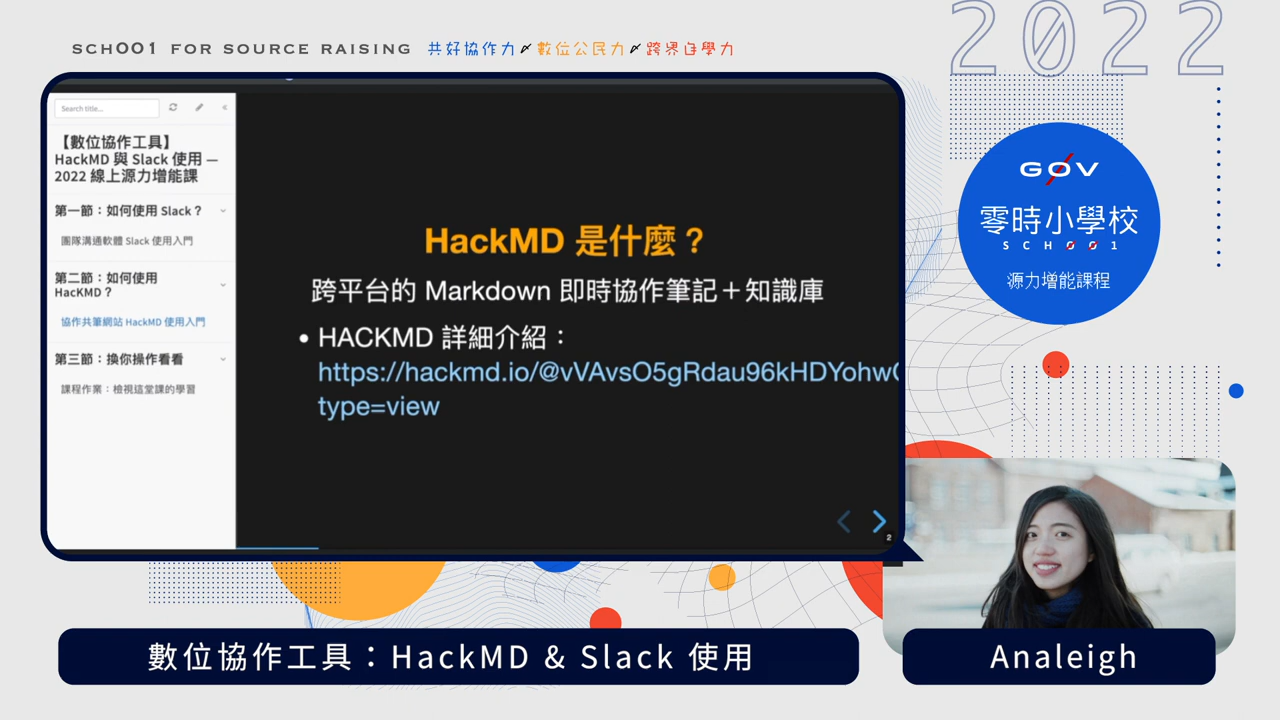 SCH001 FOR SOURCE RAISING 共好協作力 數位公民力 跨界自學力
2022
Search title...
【數位協作工具】
HackMD 與 Slack 使用 —
2022 線上源力增能課
第一節：如何使用 Slack？
團隊溝通軟體 Slack 使用入門
第二節：如何使用
HacKMD？
協作共筆網站 HackMD 使用入門
第三節：換你操作看看
課程作業：檢視這堂課的學習
HackMD 是什麼？
跨平台的 Markdown 即時協作筆記＋知識庫
• HACKMD 詳細介紹：
https://hackmd.io/@vVAvsO5gRdau96kHDYohw
type=view
2
G0V
零時小學校
SCH001
源力增能課程
數位協作工具：HackMD & Slack 使用
Analeigh